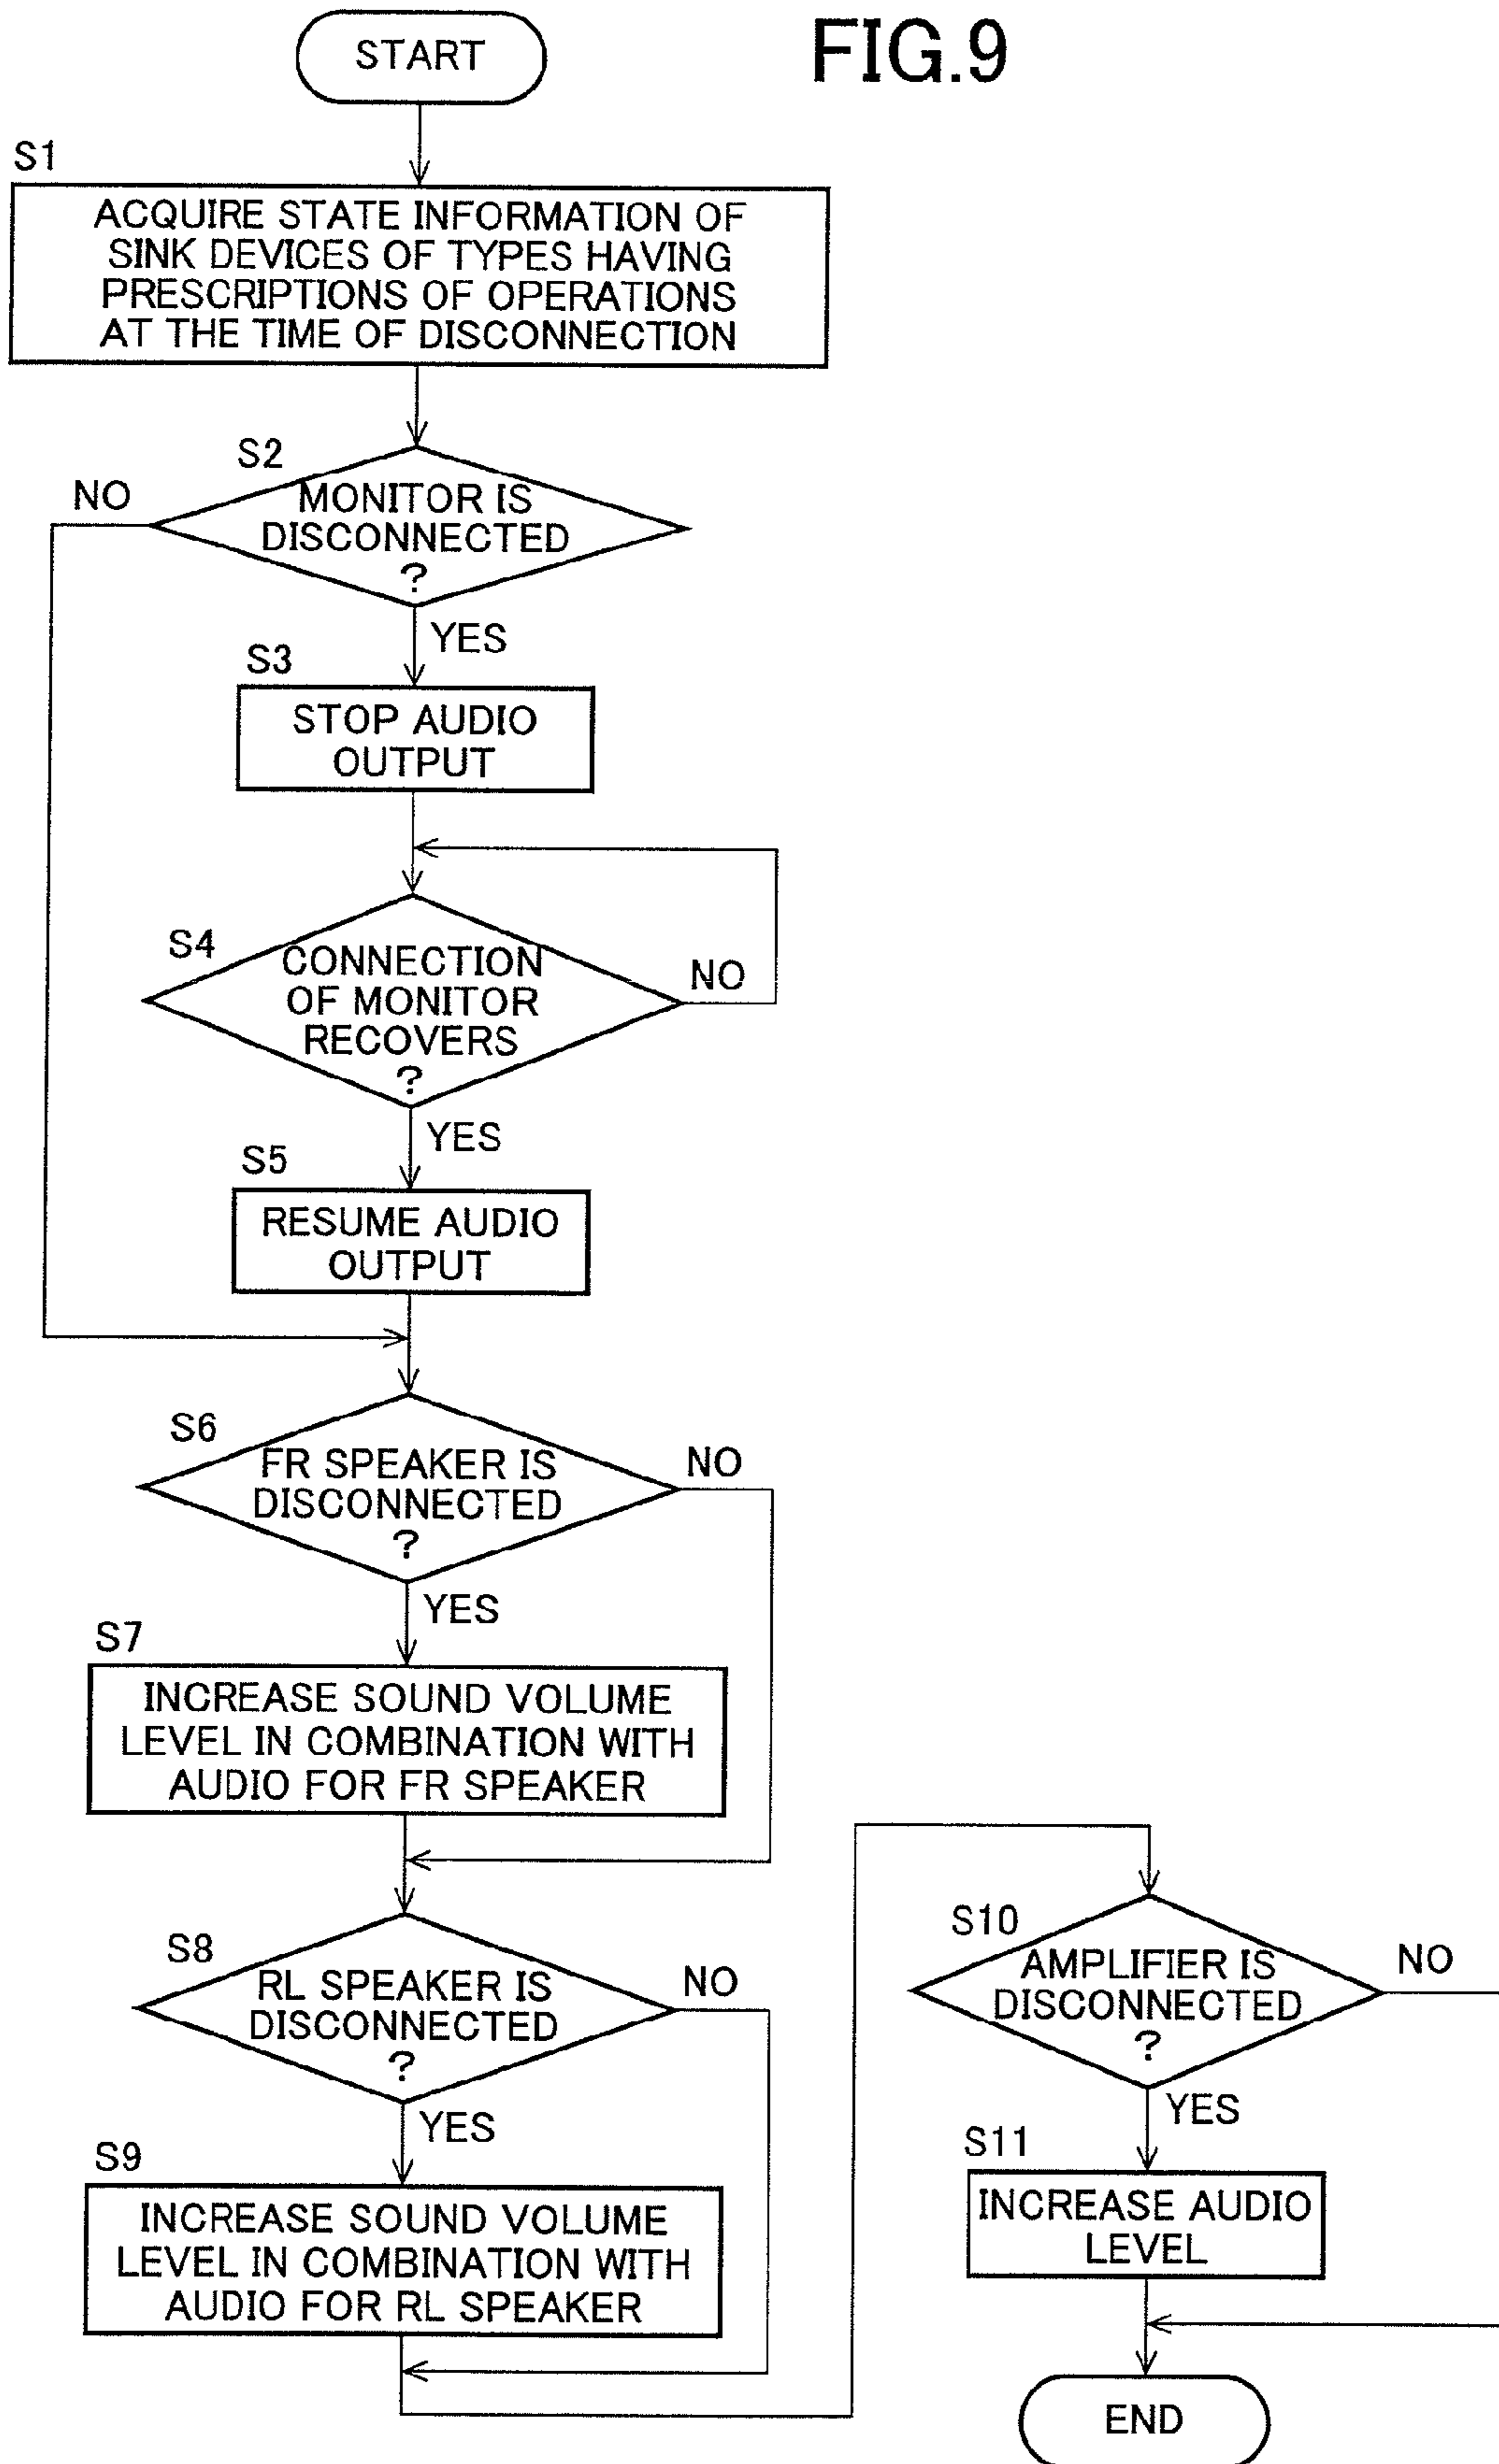 FIG.9
START
S1
ACQUIRE STATE INFORMATION OF
SINK DEVICES OF TYPES HAVING
PRESCRIPTIONS OF OPERATIONS
AT THE TIME OF DISCONNECTION
S2
NO
MONITOR IS
DISCONNECTED
?
YES
S3
STOP AUDIO
OUTPUT
S4
CONNECTION
OF MONITOR
RECOVERS
?
NO
YES
S5
RESUME AUDIO
OUTPUT
S6
FR SPEAKER IS
DISCONNECTED
?
NO
YES
S7
INCREASE SOUND VOLUME
LEVEL IN COMBINATION WITH
AUDIO FOR FR SPEAKER
S8
RL SPEAKER IS
DISCONNECTED
?
NO
YES
S9
INCREASE SOUND VOLUME
LEVEL IN COMBINATION WITH
AUDIO FOR RL SPEAKER
S10
AMPLIFIER IS
DISCONNECTED
?
NO
YES
S11
INCREASE AUDIO
LEVEL
END